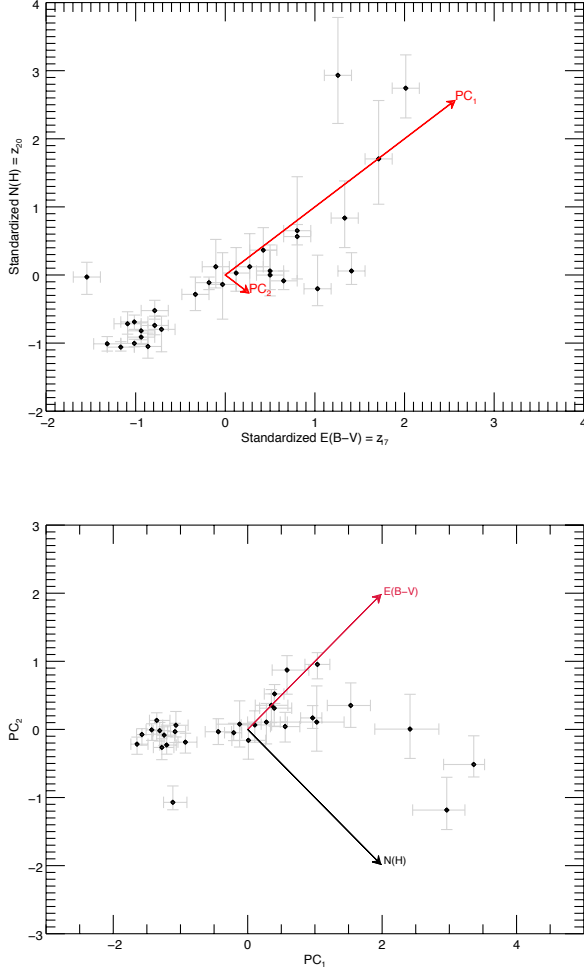 4
3
2
1
0
−1
−2
Standardized N(H) = z20
PC1
PC2
−2 −1 0 1 2 3 4
Standardized E(B−V) = z17
3
2
1
0
−1
−2
−3
PC2
E(B−V)
N(H)
−2 0 2 4
PC1